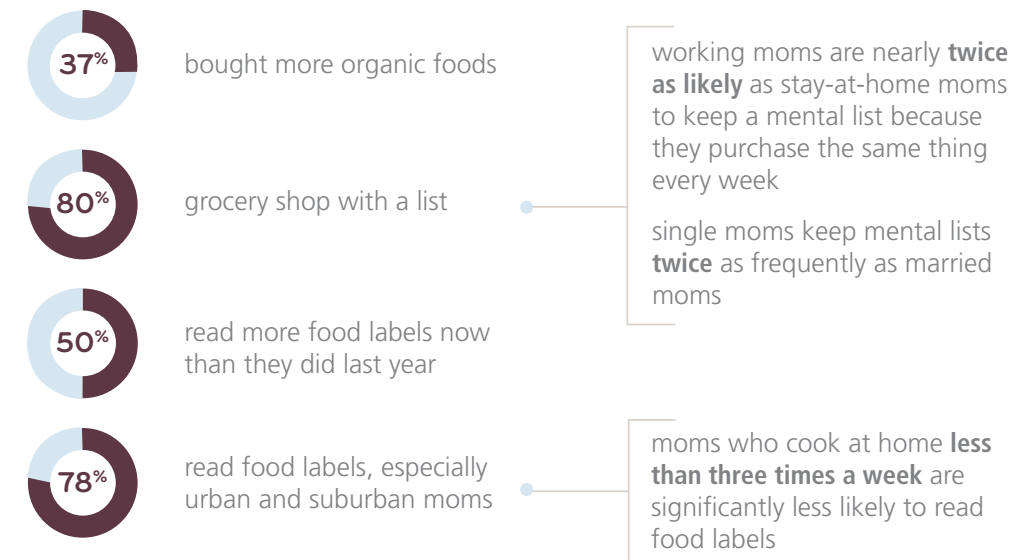 37%
bought more organic foods
80%
grocery shop with a list
working moms are nearly twice
as likely as stay-at-home moms
to keep a mental list because
they purchase the same thing
every week
single moms keep mental lists
twice as frequently as married
moms
50%
read more food labels now
than they did last year
78%
read food labels, especially
urban and suburban moms
moms who cook at home less
than three times a week are
significantly less likely to read
food labels